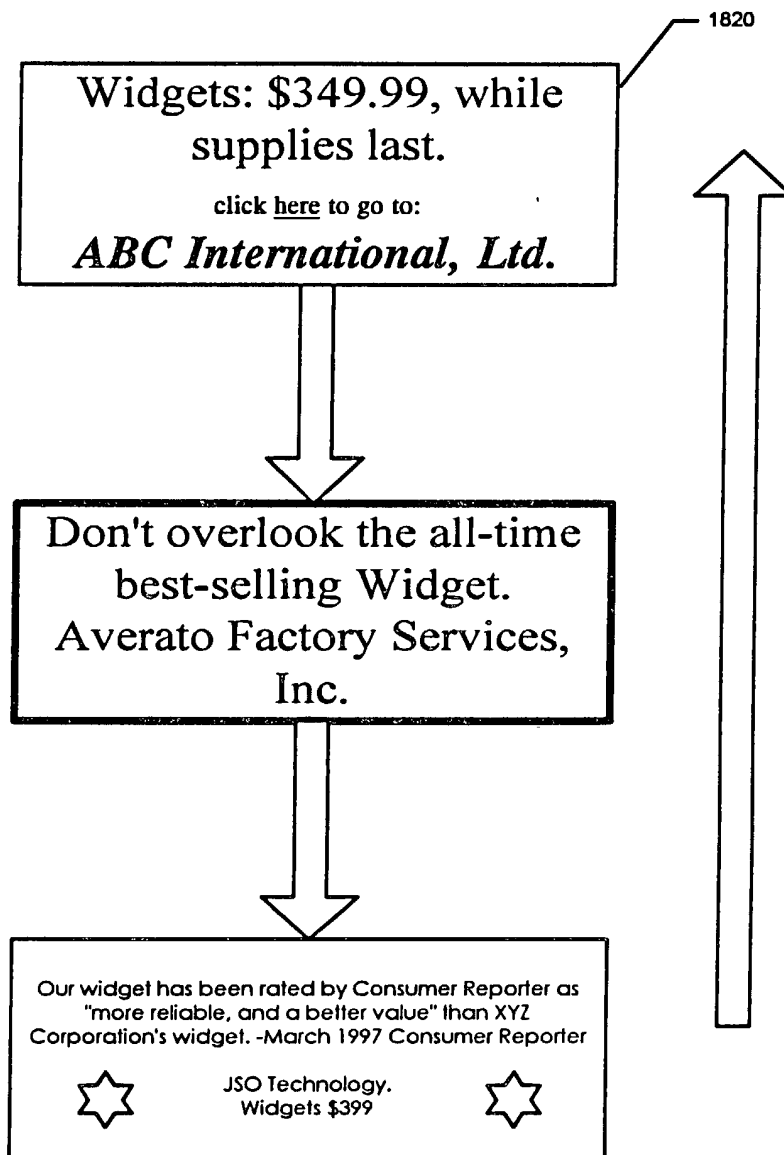 1820
Widgets: $349.99, while
supplies last.
click here to go to:
ABC International, Ltd.
Don't overlook the all-time
best-selling Widget.
Averato Factory Services,
Inc.
Our widget has been rated by Consumer Reporter as
"more reliable, and a better value" than XYZ
Corporation's widget. -March 1997 Consumer Reporter
JSO Technology.
Widgets $399